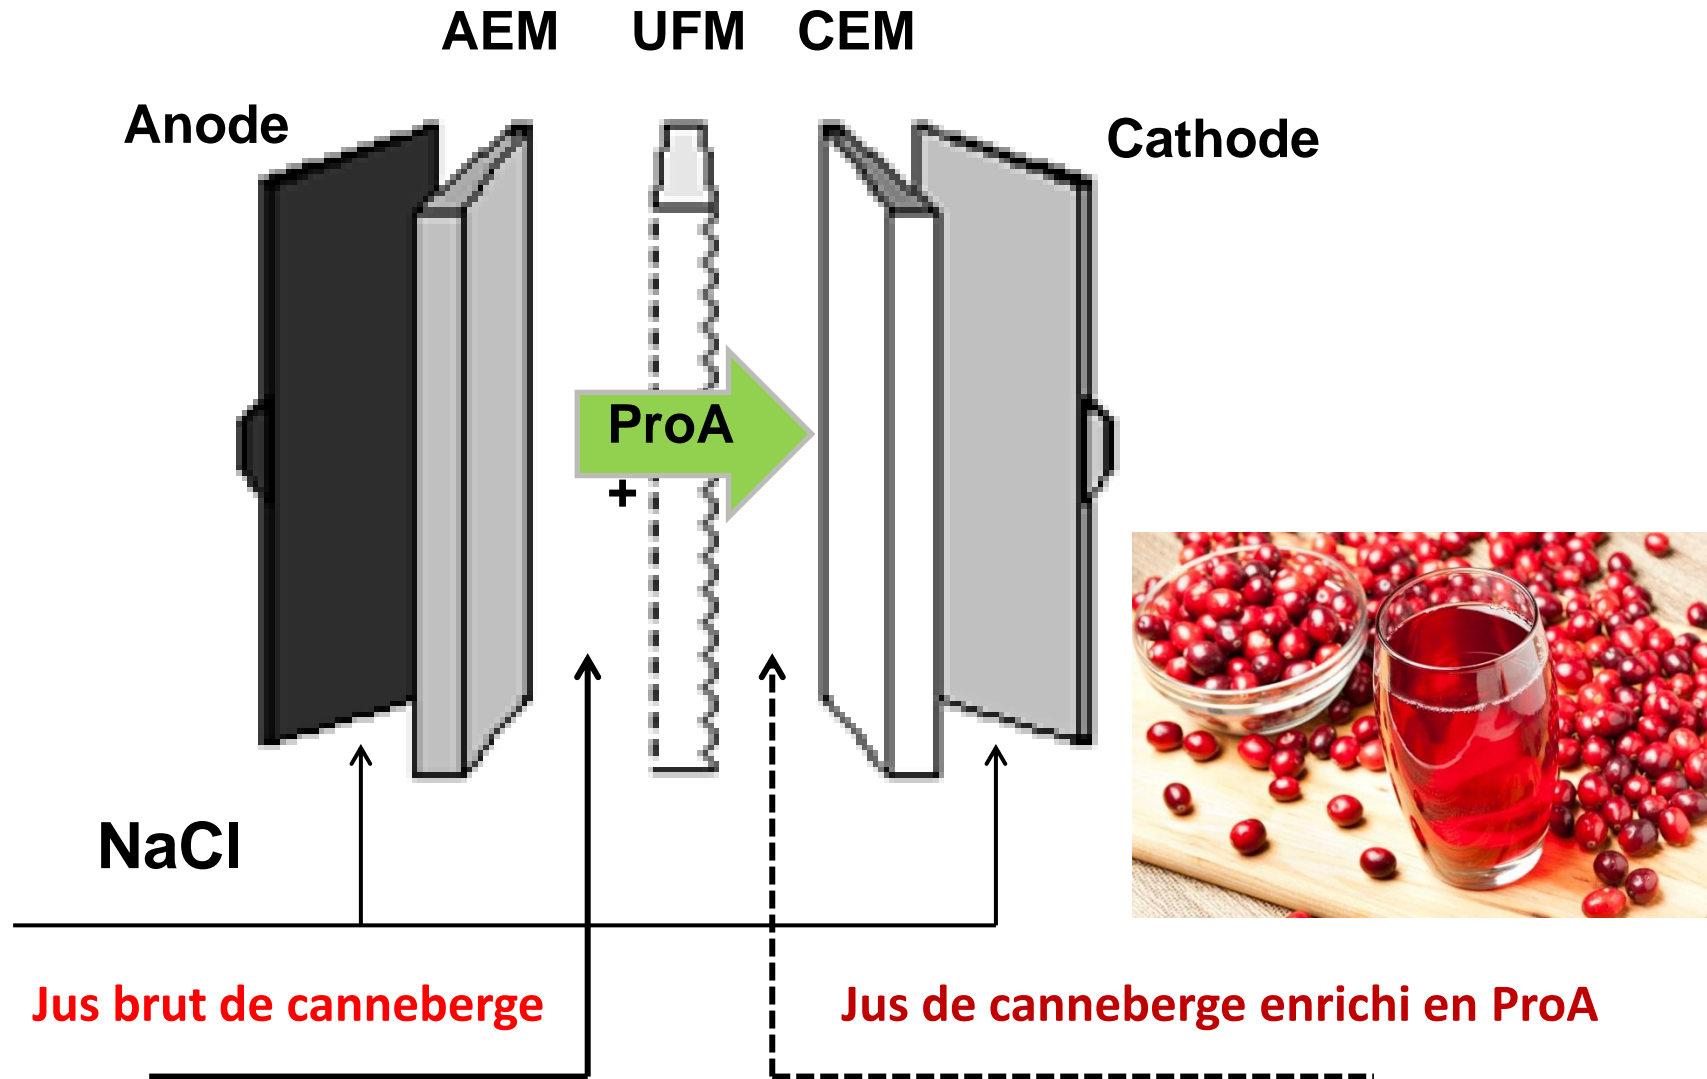 AEM UFM CEM
Anode
Cathode
ProA
+
NaCl
Jus brut de canneberge
Jus de canneberge enrichi en ProA